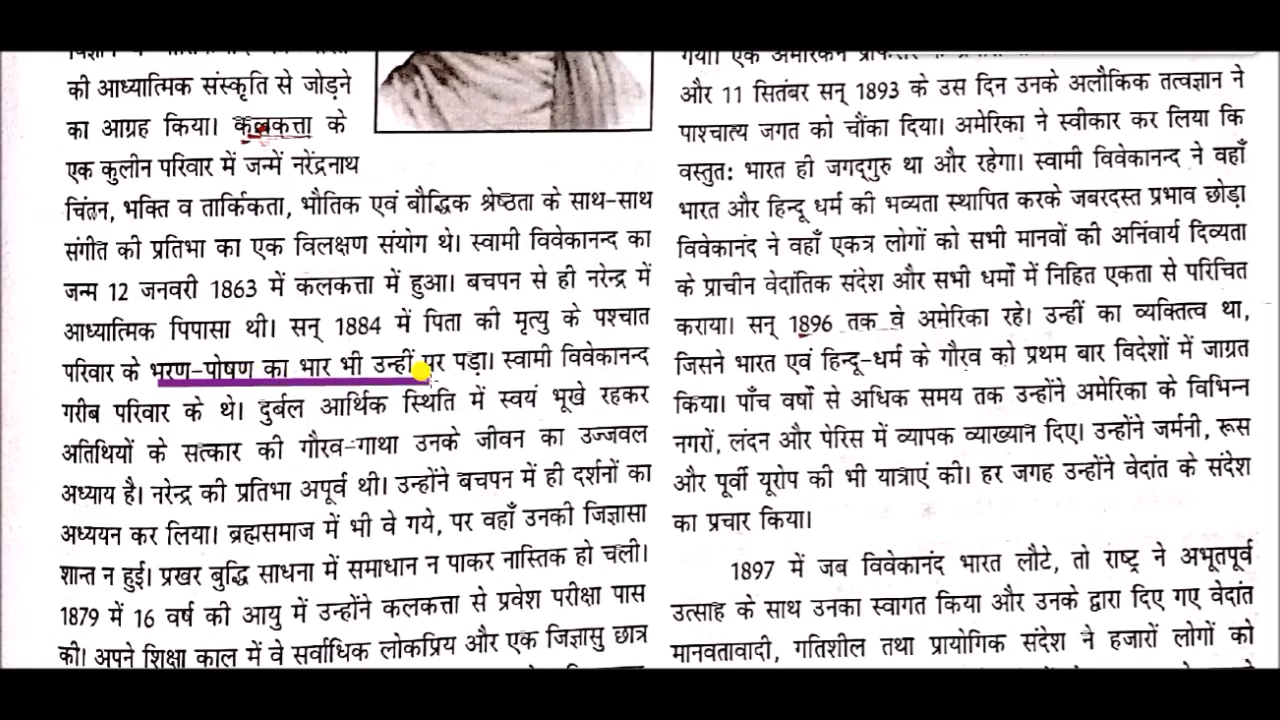 की आध्यात्मिक संस्कृति से जोड़ने
का आग्रह किया। कलकत्ता के
एक कुलीन परिवार में जन्में नरेंद्रनाथ
चिंतन, भक्ति व तार्किकता, भौतिक एवं बौद्धिक श्रेष्ठता के साथ-साथ
संगीत की प्रतिभा का एक विलक्षण संयोग थे। स्वामी विवेकानन्द का
जन्म 12 जनवरी 1863 में कलकत्ता में हुआ। बचपन से ही नरेन्द्र में
आध्यात्मिक पिपासा थी। सन् 1884 में पिता की मृत्यु के पश्चात
परिवार के भरण-पोषण का भार भी उन्हीं पर पड़ा। स्वामी विवेकानन्द
गरीब परिवार के थे। दुर्बल आर्थिक स्थिति में स्वयं भूखे रहकर
अतिथियों के सत्कार की गौरव-गाथा उनके जीवन का उज्जवल
अध्याय है। नरेन्द्र की प्रतिभा अपूर्व थी। उन्होंने बचपन में ही दर्शनों का
अध्ययन कर लिया। ब्रह्मसमाज में भी वे गये, पर वहाँ उनकी जिज्ञासा
शान्त न हुई। प्रखर बुद्धि साधना में समाधान न पाकर नास्तिक हो चली।
1879 में 16 वर्ष की आयु में उन्होंने कलकत्ता से प्रवेश परीक्षा पास
की। अपने शिक्षा काल में वे सर्वाधिक लोकप्रिय और एक जिज्ञासु छात्र
गया। एक अमेरिकन
और 11 सितंबर सन् 1893 के उस दिन उनके अलौकिक तत्वज्ञान ने
पाश्चात्य जगत को चौंका दिया। अमेरिका ने स्वीकार कर लिया कि
वस्तुत: भारत ही जगद्गुरु था और रहेगा। स्वामी विवेकानन्द ने वहाँ
भारत और हिन्दू धर्म की भव्यता स्थापित करके जबरदस्त प्रभाव छोड़ा
विवेकानंद ने वहाँ एकत्र लोगों को सभी मानवों की अनिंवार्य दिव्यता
के प्राचीन वेदांतिक संदेश और सभी धर्मों में निहित एकता से परिचित
कराया। सन् 1896 तक वे अमेरिका रहे। उन्हीं का व्यक्तित्व था,
जिसने भारत एवं हिन्दू-धर्म के गौरव को प्रथम बार विदेशों में जाग्रत
किया। पाँच वर्षों से अधिक समय तक उन्होंने अमेरिका के विभिन्न
नगरों, लंदन और पेरिस में व्यापक व्याख्यान दिए। उन्होंने जर्मनी, रूस
और पूर्वी यूरोप की भी यात्राएं की। हर जगह उन्होंने वेदांत के संदेश
का प्रचार किया।
1897 में जब विवेकानंद भारत लौटे, तो राष्ट्र ने अभूतपूर्व
उत्साह के साथ उनका स्वागत किया और उनके द्वारा दिए गए वेदांत
मानवतावादी, गतिशील तथा प्रायोगिक संदेश ने हजारों लोगों को